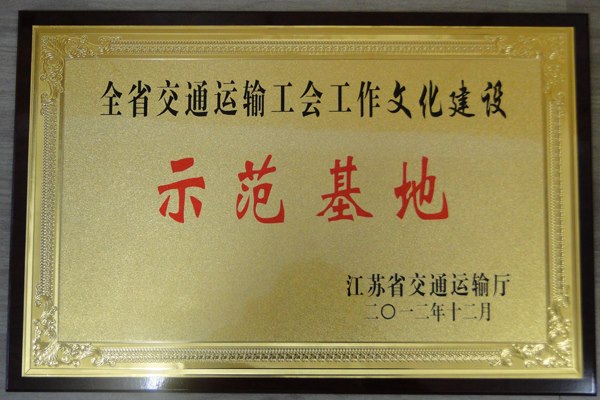 全省交通运输工会工作文化建设
示范基地
江苏省交通运输厅
二〇一二年十二月